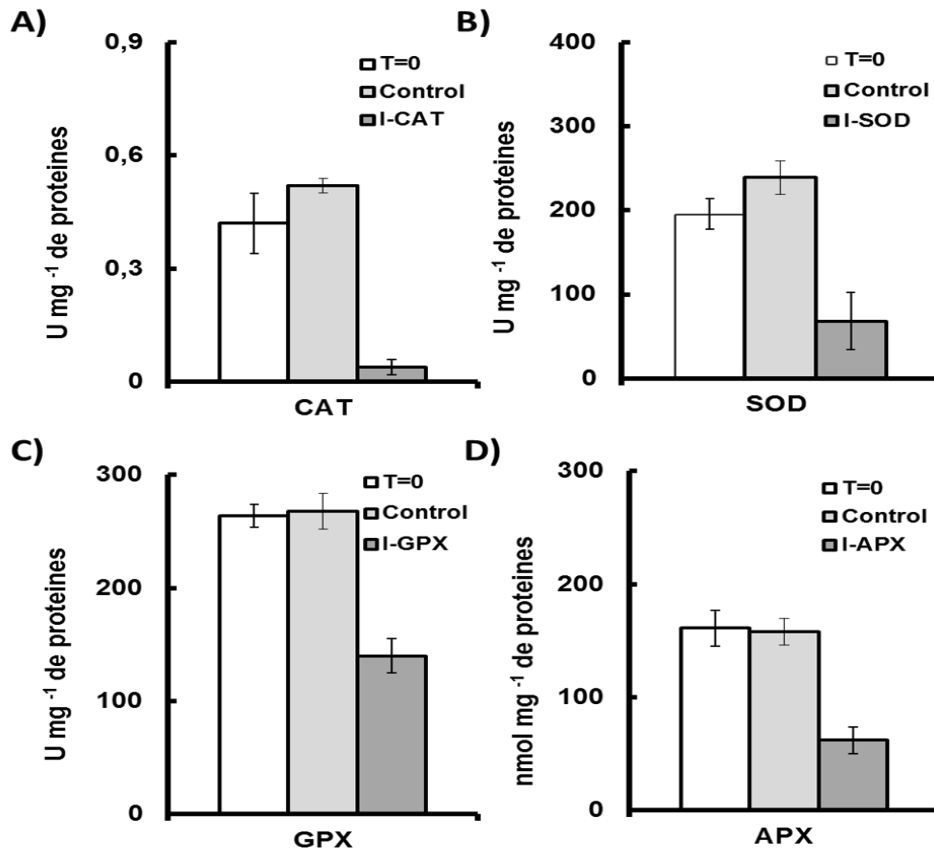 A)
0,9
0,6
0,3
0
U mg ⁻¹ de proteines
T=0
Control
I-CAT
CAT
B)
400
300
200
100
0
U mg ⁻¹ de proteines
T=0
Control
I-SOD
SOD
C)
300
200
100
0
U mg ⁻¹ de proteines
T=0
Control
I-GPX
GPX
D)
300
200
100
0
nmol mg ⁻¹ de proteines
T=0
Control
I-APX
APX